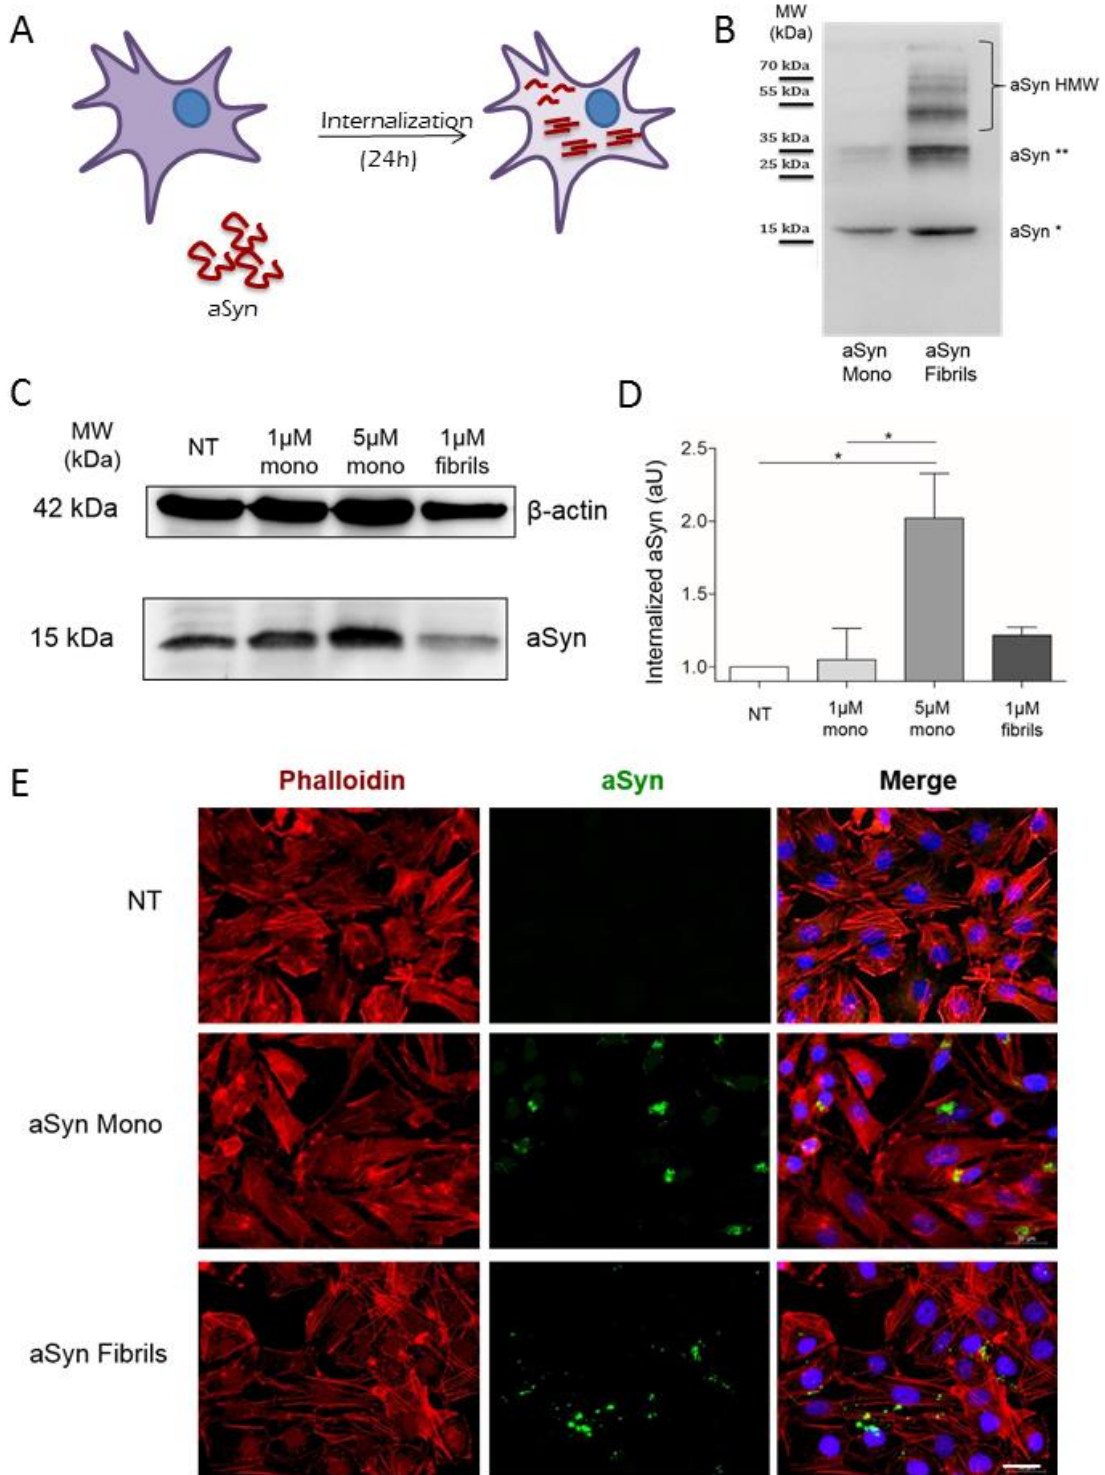 A
Internalization
(24h)
aSyn
B
MW
(kDa)
70 kDa
55 kDa
35 kDa
25 kDa
15 kDa
aSyn HMW
aSyn **
aSyn *
aSyn
Mono
aSyn
Fibrils
C
MW
(kDa)
NT
1µM
mono
5µM
mono
1µM
fibrils
42 kDa
β-actin
15 kDa
aSyn
D
Internalized aSyn (aU)
2.5
2.0
1.5
1.0
*
*
NT
1µM
mono
5µM
mono
1µM
fibrils
E
Phalloidin
aSyn
Merge
NT
aSyn Mono
aSyn Fibrils